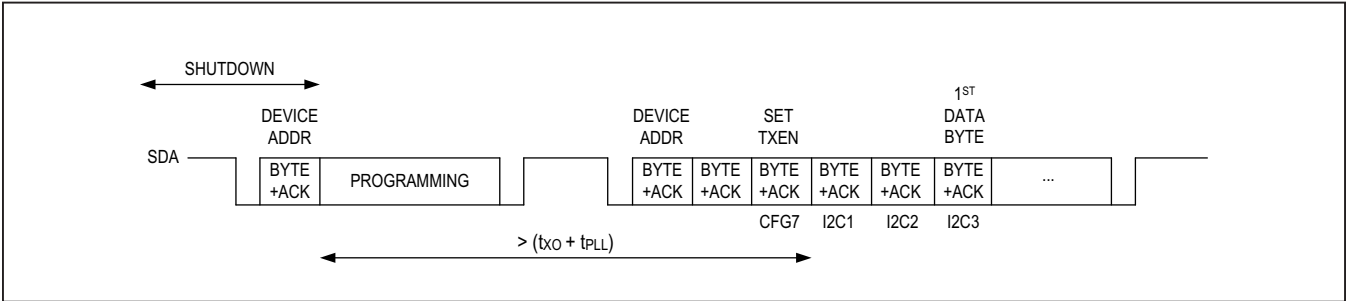 SHUTDOWN
DEVICE
ADDR
DEVICE
ADDR
SET
TXEN
1ST
DATA
BYTE
SDA
BYTE
+ACK
PROGRAMMING
BYTE
+ACK
BYTE
+ACK
BYTE
+ACK
BYTE
+ACK
BYTE
+ACK
BYTE
+ACK
...
CFG7
I2C1
I2C2
I2C3
> (tXO + tPLL)